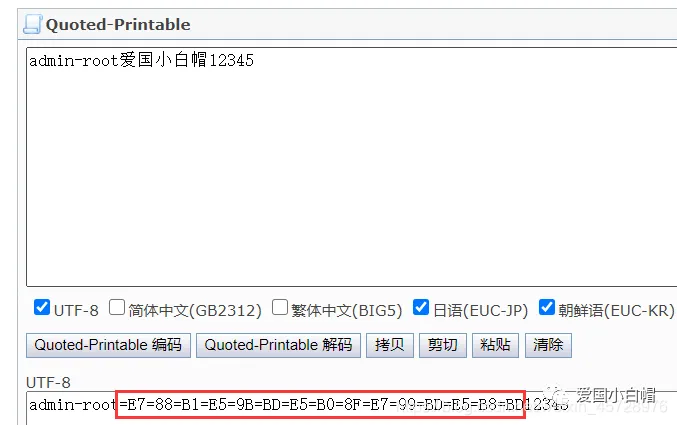 Quoted-Printable
admin-root爱国小白帽12345
UTF-8 简体中文(GB2312) 繁体中文(BIG5) 日语(EUC-JP) 朝鲜语(EUC-KR)
Quoted-Printable 编码 Quoted-Printable 解码 拷贝 剪切 粘贴 清除
UTF-8
爱国小白帽
admin-root=E7=88=B1=E5=9B=BD=E5=B0=8F=E7=99=BD=E5=B8=BD12345